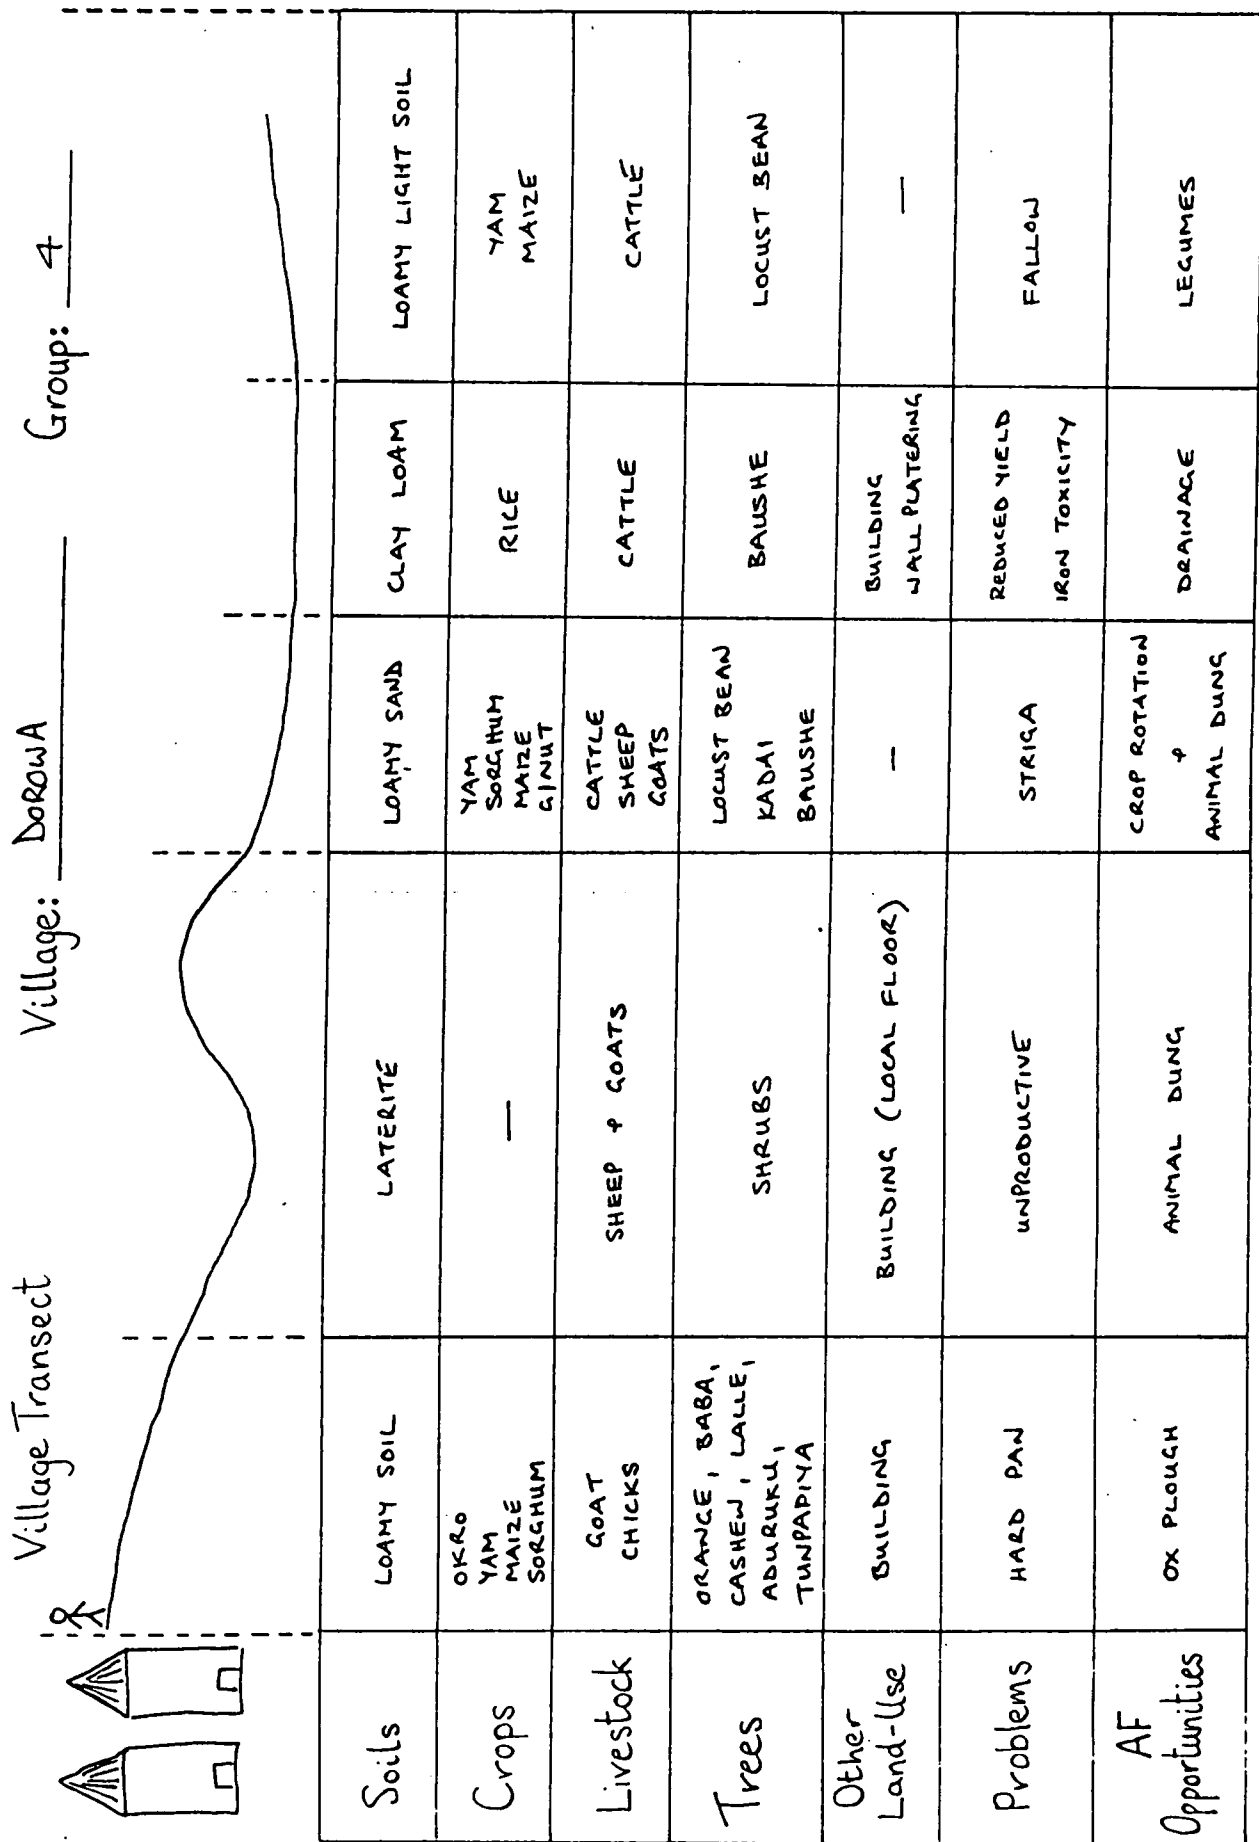 Village Transect Village: DOROWA Group: 4
Soils
LOAMY SOIL
LATERITE
LOAMY SAND
CLAY LOAM
LOAMY LIGHT SOIL
Crops
OKRO
YAM
MAIZE
SORGHUM
—
YAM
SORGHUM
MAIZE
G/NUT
RICE
YAM
MAIZE
Livestock
GOAT
CHICKS
SHEEP & GOATS
CATTLE
SHEEP
GOATS
CATTLE
CATTLE
Trees
ORANGE, BABA,
CASHEW, LALLE,
ADURUKU,
TUNPAPIYA
SHRUBS
LOCUST BEAN
KADAI
BAUSHE
BAUSHE
LOCUST BEAN
Other
Land-Use
BUILDING
BUILDING (LOCAL FLOOR)
—
BUILDING
WALL PLATERING
—
Problems
HARD PAN
UNPRODUCTIVE
STRIGA
REDUCED YIELD
IRON TOXICITY
FALLOW
AF
Opportunities
OX PLOUGH
ANIMAL DUNG
CROP ROTATION
&
ANIMAL DUNG
DRAINAGE
LEGUMES